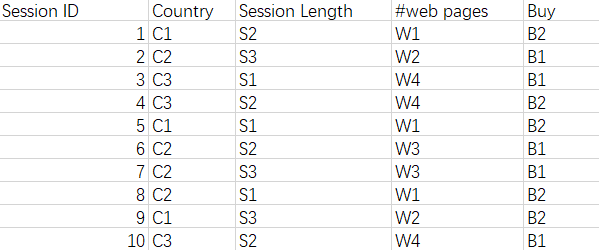 Session ID Country Session Length #web pages Buy
1 C1 S2 W1 B2
2 C2 S3 W2 B1
3 C3 S1 W4 B1
4 C3 S2 W4 B2
5 C1 S1 W1 B2
6 C2 S2 W3 B1
7 C2 S3 W3 B1
8 C2 S1 W1 B2
9 C1 S3 W2 B2
10 C3 S2 W4 B1